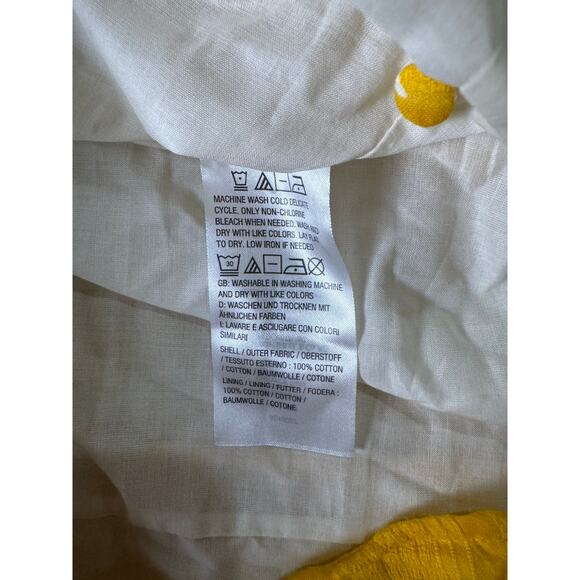 MACHINE WASH COLD DELICATE
CYCLE. ONLY NON-CHLORINE
BLEACH WHEN NEEDED. WASH AND
DRY WITH LIKE COLORS. LAY FLAT
TO DRY. LOW IRON IF NEEDED
30
GB: WASHABLE IN WASHING MACHINE
AND DRY WITH LIKE COLORS
D: WASCHEN UND TROCKNEN MIT
ÄHNLICHEN FARBEN
I: LAVARE E ASCIUGARE CON COLORI
SIMILARI
SHELL / OUTER FABRIC / OBERSTOFF
/ TESSUTO ESTERNO : 100% COTTON
/ COTTON / BAUMWOLLE / COTONE
LINING / LINING / FUTTER / FODERA :
100% COTTON / COTTON /
BAUMWOLLE / COTONE